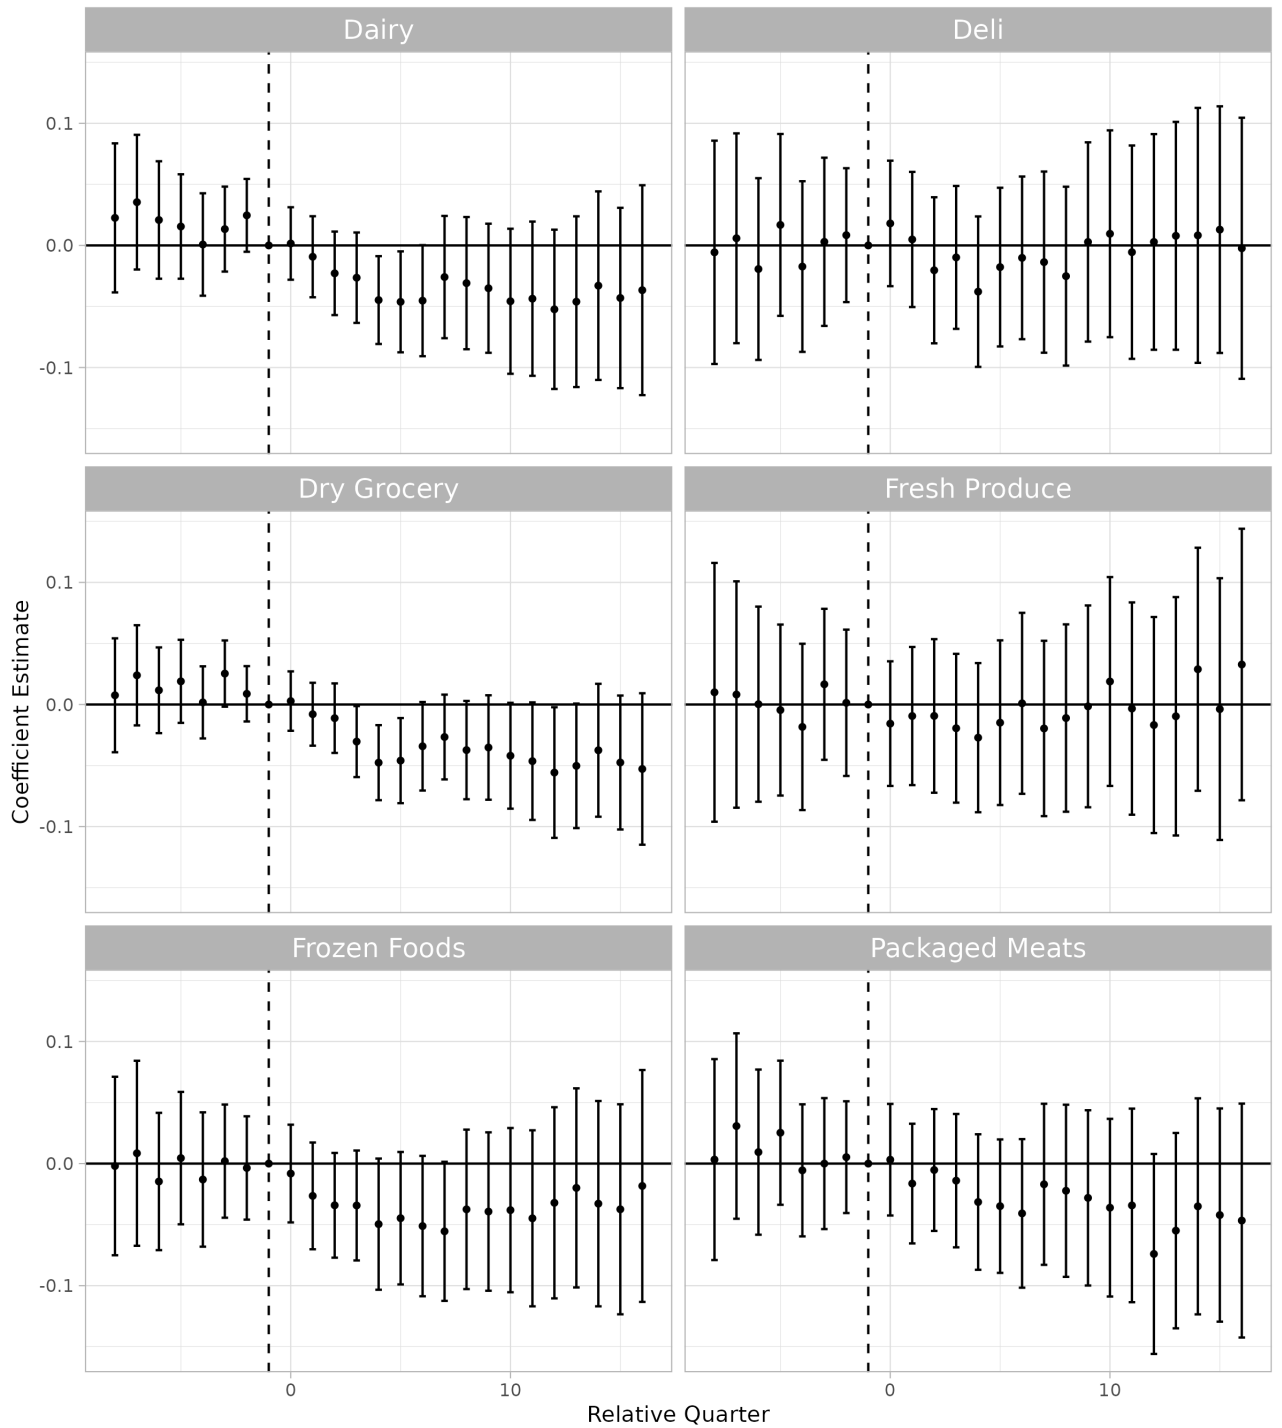 Dairy
Deli
0.1
0.0
-0.1
Dry Grocery
Fresh Produce
0.1
0.0
-0.1
Coefficient Estimate
Frozen Foods
Packaged Meats
0.1
0.0
-0.1
0 10 0 10
Relative Quarter